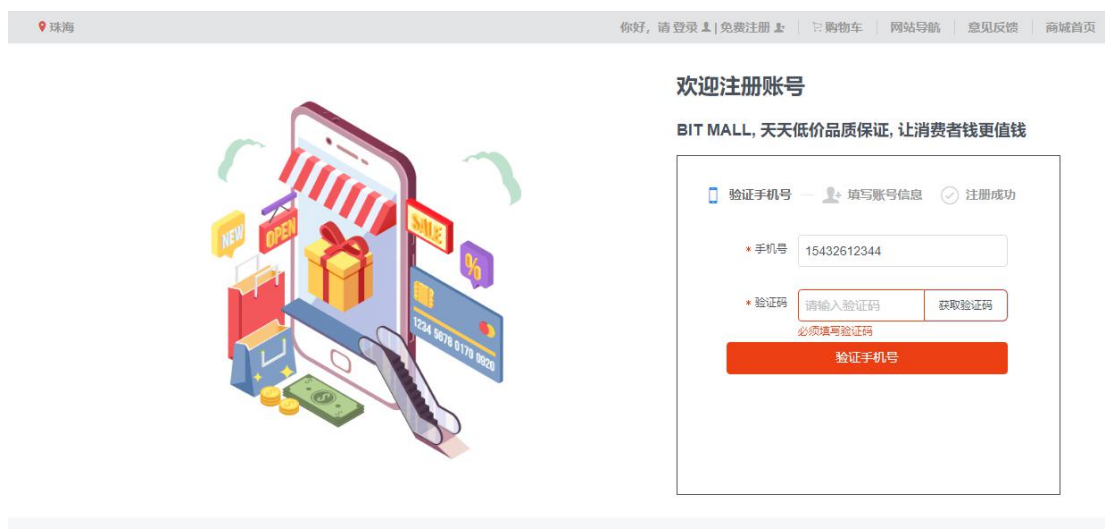 珠海
你好, 请 登录 | 免费注册 购物车 网站导航 意见反馈 商城首页
欢迎注册账号
BIT MALL, 天天低价品质保证, 让消费者钱更值钱
验证手机号 填写账号信息 注册成功
* 手机号 15432612344
* 验证码 请输入验证码 获取验证码
必须填写验证码
验证手机号
NEW
OPEN
SALE
%
1234 5678 0170 0920